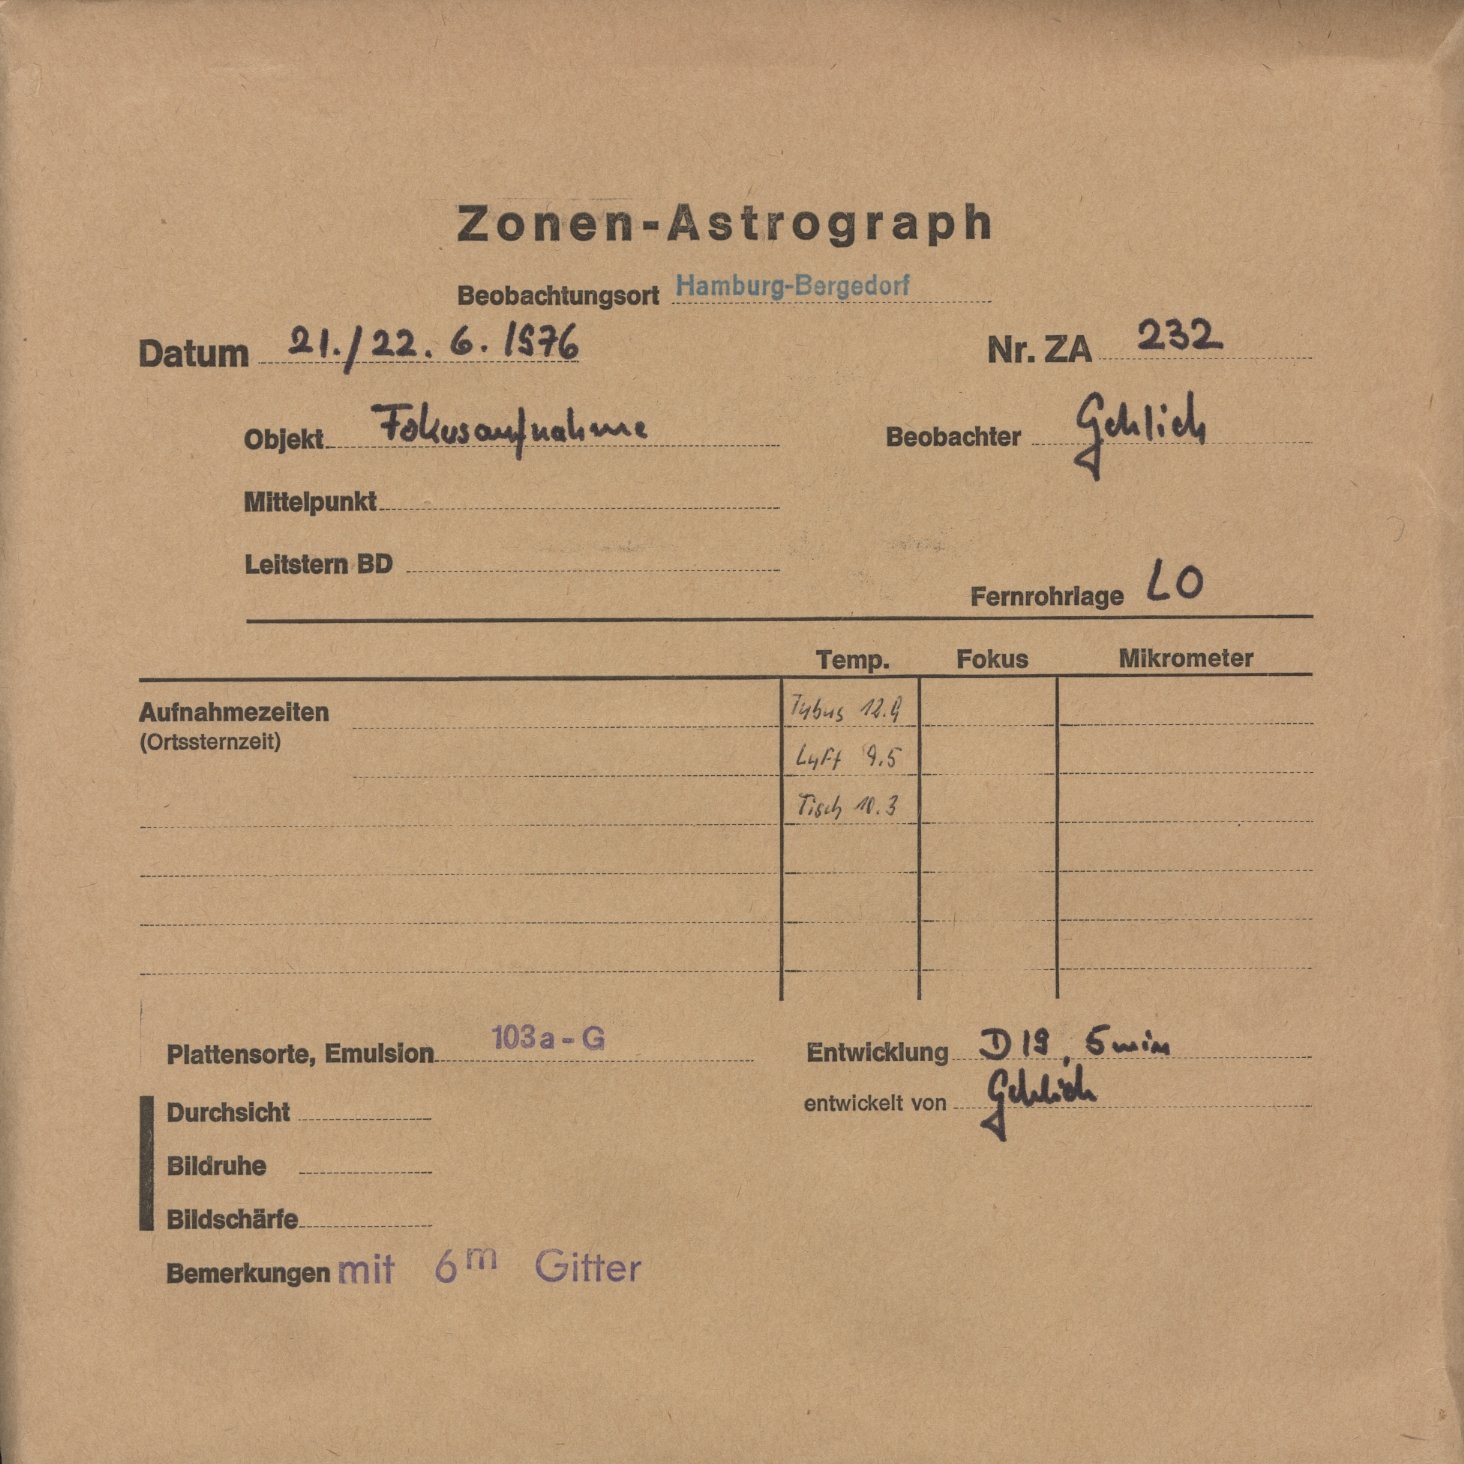 Zonen-Astrograph
Beobachtungsort Hamburg-Bergedorf
Datum 21./22. 6. 1976 Nr. ZA 232
Objekt Fokusaufnahme Beobachter Gehlich
Mittelpunkt
Leitstern BD
Fernrohrlage LO
Temp. Fokus Mikrometer
Aufnahmezeiten Tubus 12.9
(Ortssternzeit)
Luft 9.5
Tisch 10.3
Plattensorte, Emulsion 103a-G Entwicklung D19, 5 min
entwickelt von Gehlich
Durchsicht
Bildruhe
Bildschärfe
Bemerkungen mit 6m Gitter